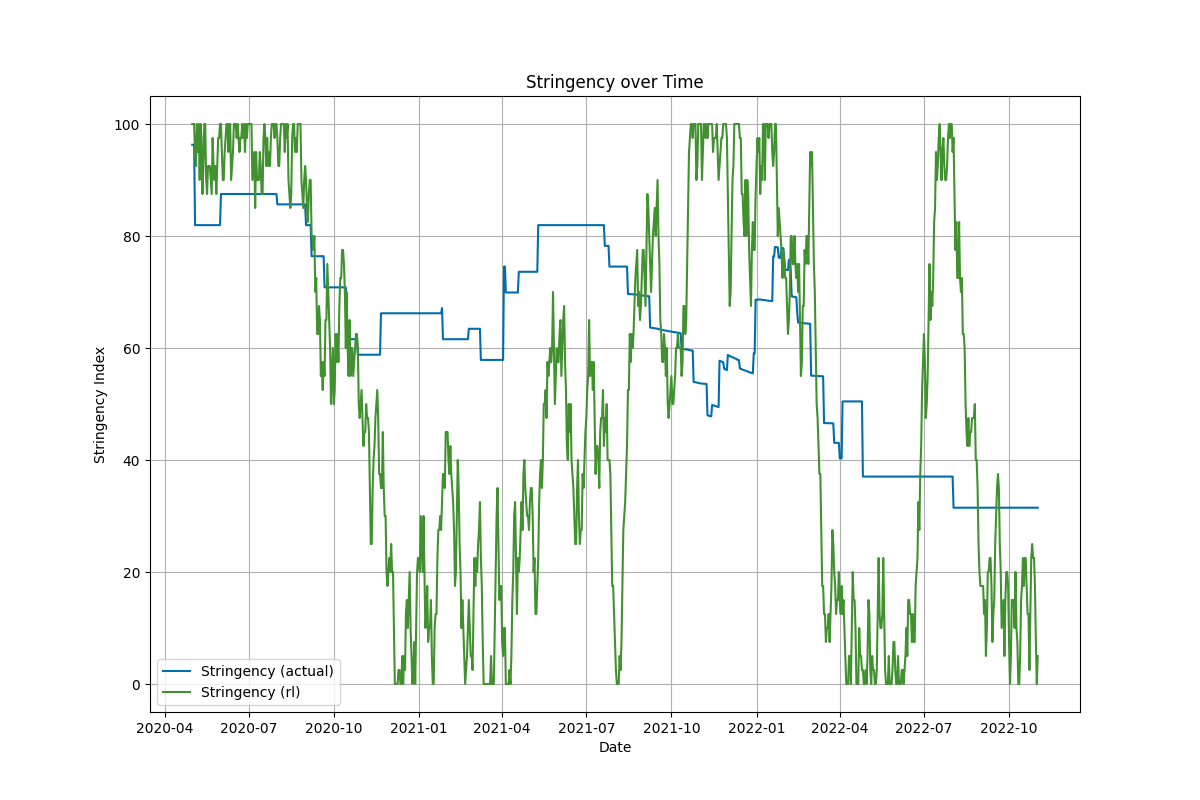 Stringency over Time
Stringency Index
100
80
60
40
20
0
Stringency (actual)
Stringency (rl)
2020-04 2020-07 2020-10 2021-01 2021-04 2021-07 2021-10 2022-01 2022-04 2022-07 2022-10
Date